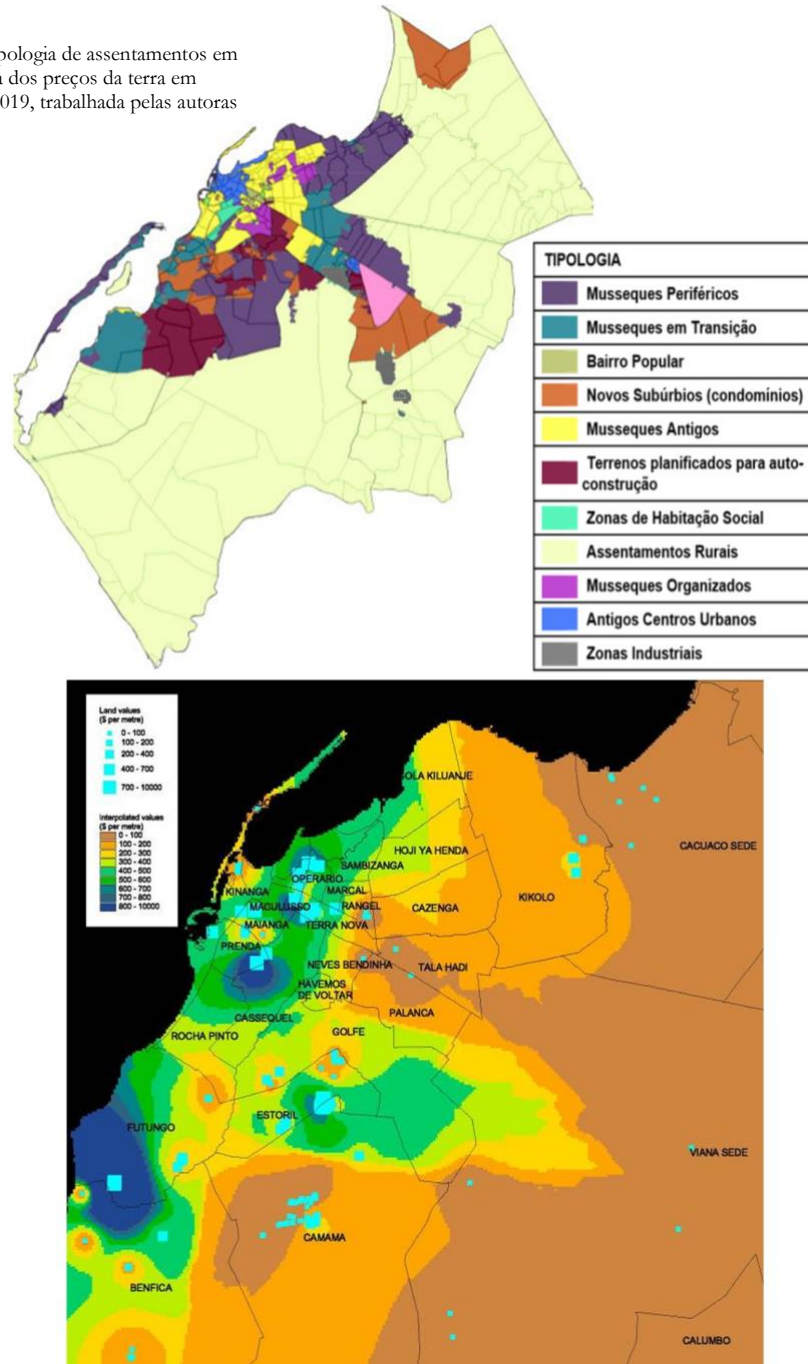 pologia de assentamentos em
dos preços da terra em
019, trabalhada pelas autoras
TIPOLOGIA
Musseques Periféricos
Musseques em Transição
Bairro Popular
Novos Subúrbios (condomínios)
Musseques Antigos
Terrenos planificados para auto-
construção
Zonas de Habitação Social
Assentamentos Rurais
Musseques Organizados
Antigos Centros Urbanos
Zonas Industriais
Land values
($ per metre)
0 - 100
100 - 200
200 - 400
400 - 700
700 - 10000
Interpolated values
($ per metre)
0 - 100
100 - 200
200 - 300
300 - 400
400 - 500
500 - 600
600 - 700
700 - 800
800 - 10000
OLA KILUANJE
HOJI YA HENDA
CACUACO SEDE
SAMBIZANGA
OPERARIO
KINANGA
MARCAL
KIKOLO
MACULUSSO
RANGEL
CAZENGA
MAIANGA
TERRA NOVA
PRENDA
NEVES BENDINHA
TALA HADI
HAVEMOS
DE VOLTAR
PALANCA
CASSEQUEL
GOLFE
ROCHA PINTO
ESTORIL
FUTUNGO
VIANA SEDE
CAMAMA
BENFICA
CALUMBO